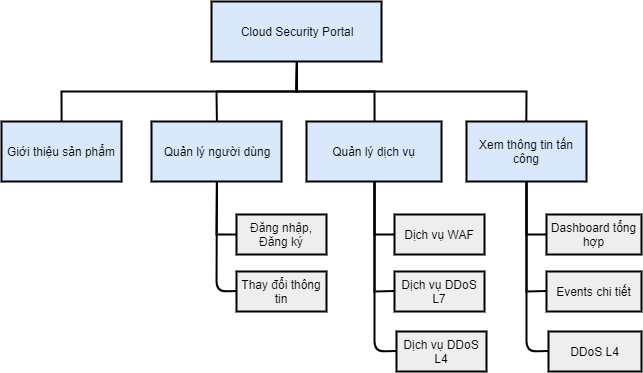 Cloud Security Portal
Giới thiệu sản phẩm
Quản lý người dùng
Quản lý dịch vụ
Xem thông tin tấn
công
Đăng nhập,
Đăng ký
Thay đổi thông
tin
Dịch vụ WAF
Dịch vụ DDoS
L7
Dịch vụ DDoS
L4
Dashboard tổng
hợp
Events chi tiết
DDoS L4